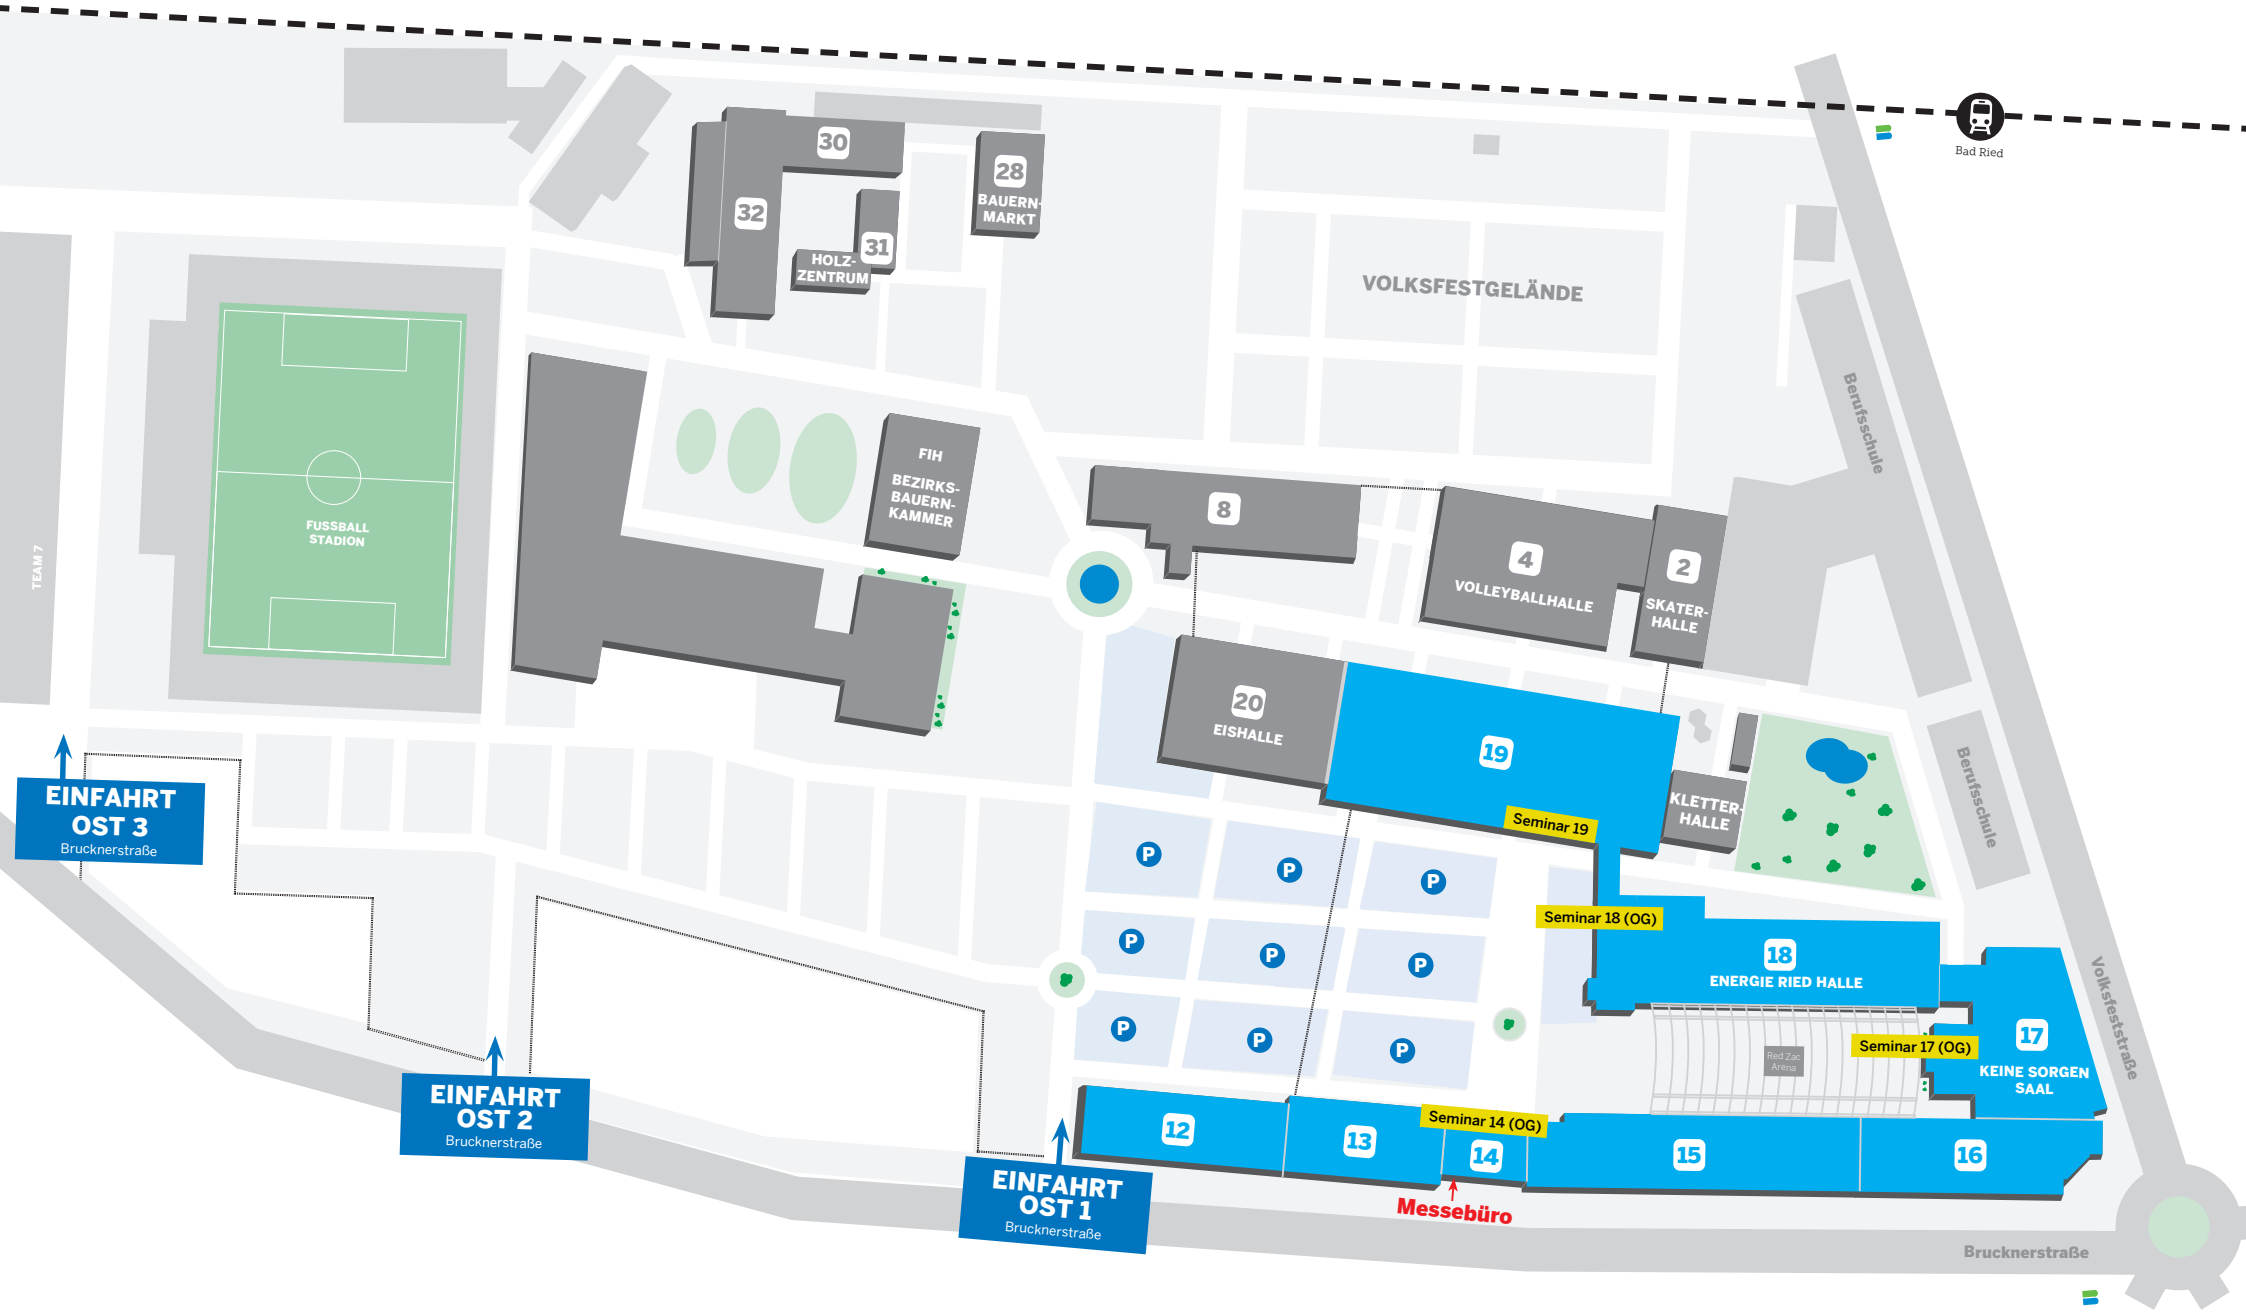 Bad Ried
30
28
BAUERN-
MARKT
32
31
HOLZ-
ZENTRUM
VOLKSFESTGELÄNDE
Berufsschule
FIH
BEZIRKS-
BAUERN-
KAMMER
8
4
VOLLEYBALLHALLE
2
SKATER-
HALLE
FUSSBALL
STADION
TEAM 7
20
EISHALLE
19
Seminar 19
KLETTER-
HALLE
Berufsschule
EINFAHRT
OST 3
Brucknerstraße
P
P
P
Seminar 18 (OG)
18
ENERGIE RIED HALLE
P
P
P
Volksfeststraße
P
P
P
Red Zac
Arena
Seminar 17 (OG)
17
KEINE SORGEN
SAAL
EINFAHRT
OST 2
Brucknerstraße
12
13
Seminar 14 (OG)
14
15
16
EINFAHRT
OST 1
Brucknerstraße
Messebüro
Brucknerstraße